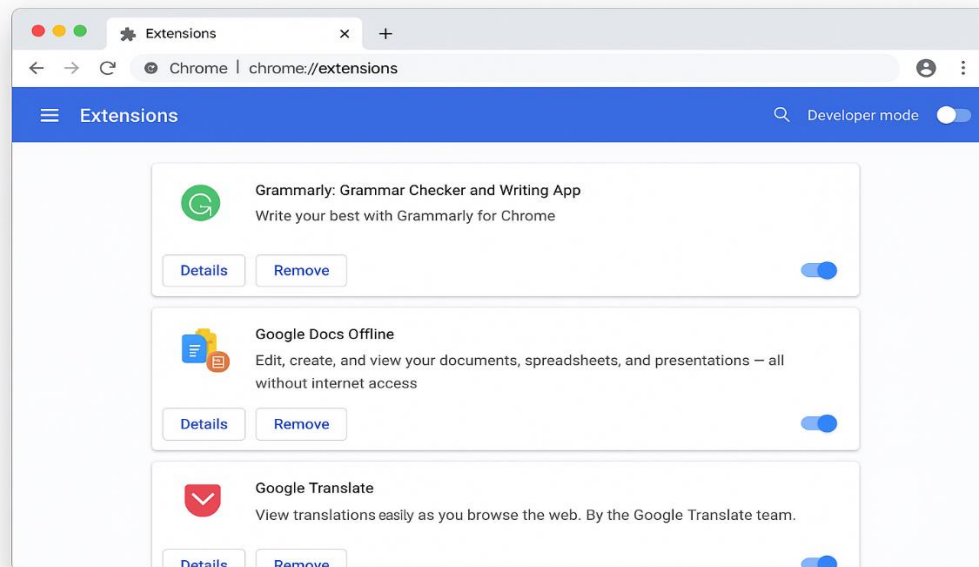 Extensions
Chrome | chrome://extensions
Extensions
Developer mode
Grammarly: Grammar Checker and Writing App
Write your best with Grammarly for Chrome
Details Remove
Google Docs Offline
Edit, create, and view your documents, spreadsheets, and presentations — all
without internet access
Details Remove
Google Translate
View translations easily as you browse the web. By the Google Translate team.
Details Remove